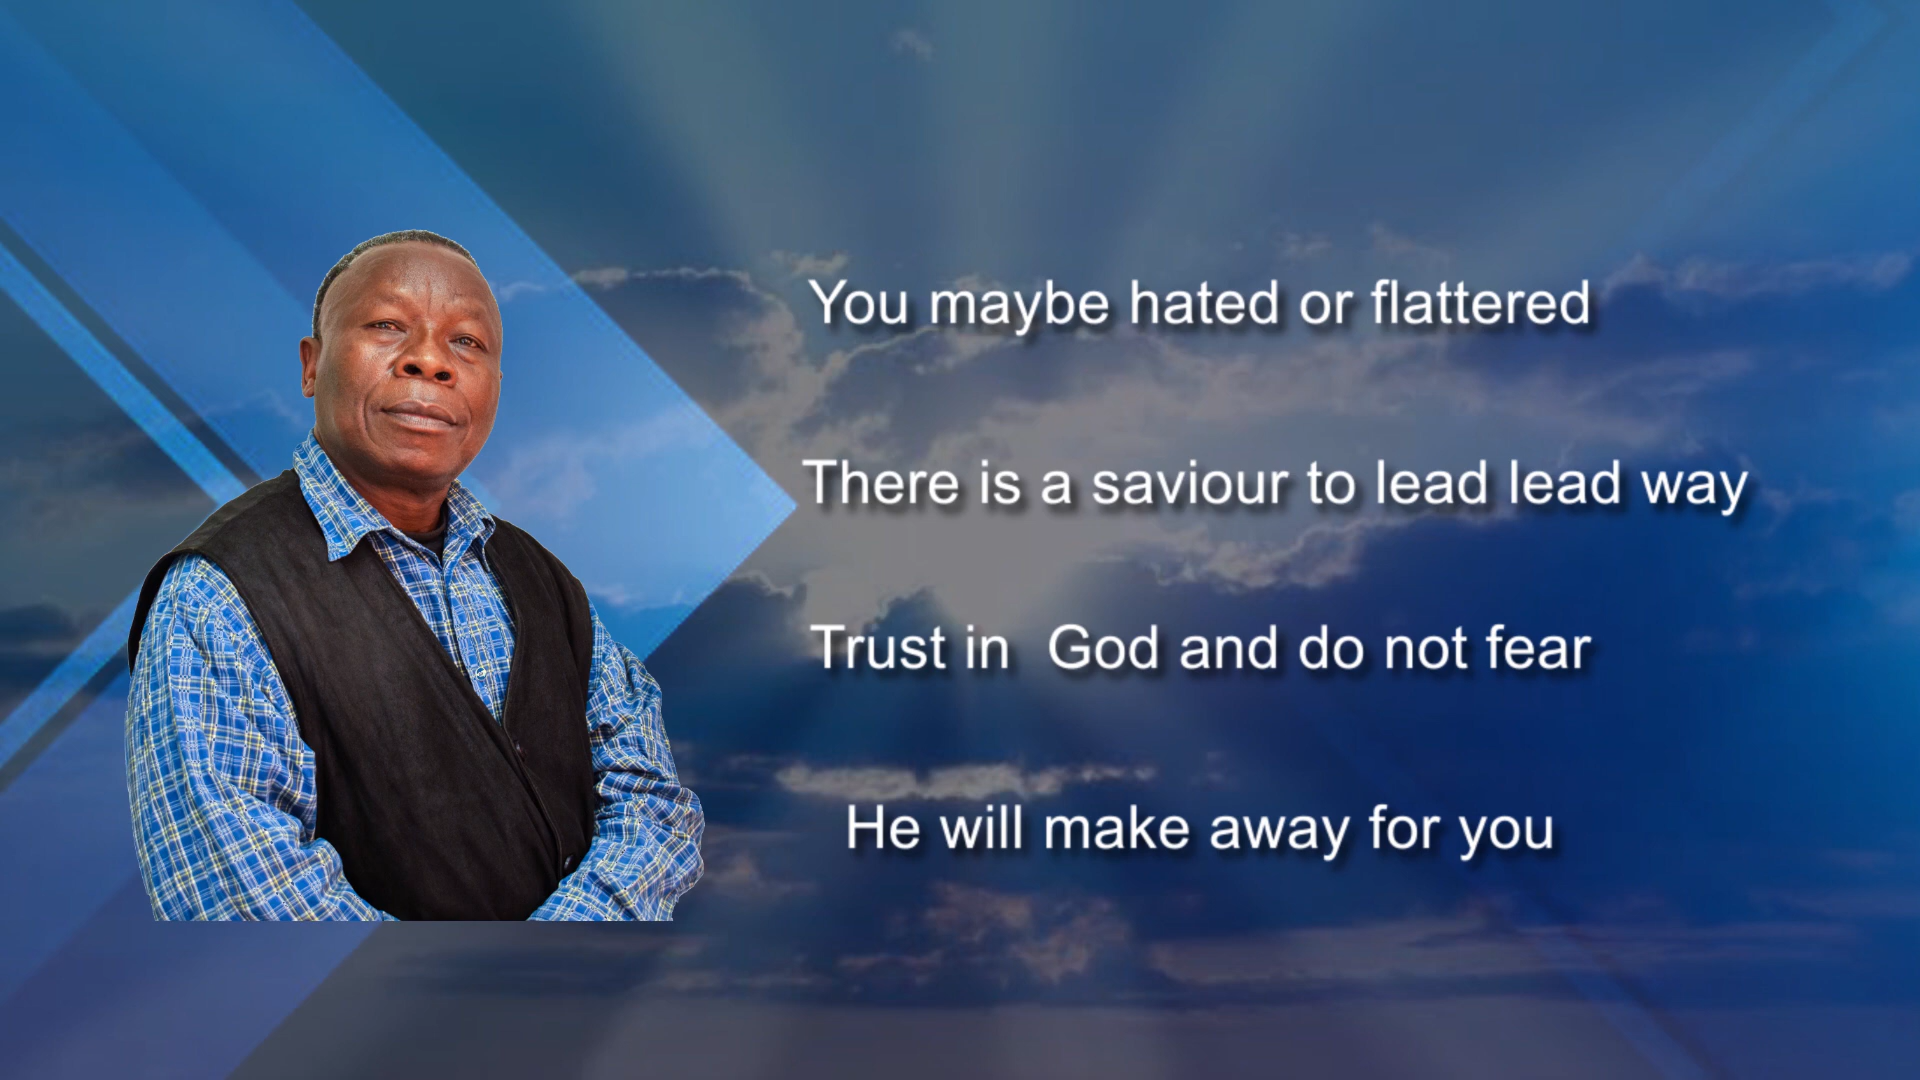 You maybe hated or flattered
There is a saviour to lead lead way
Trust in  God and do not fear
He will make away for you